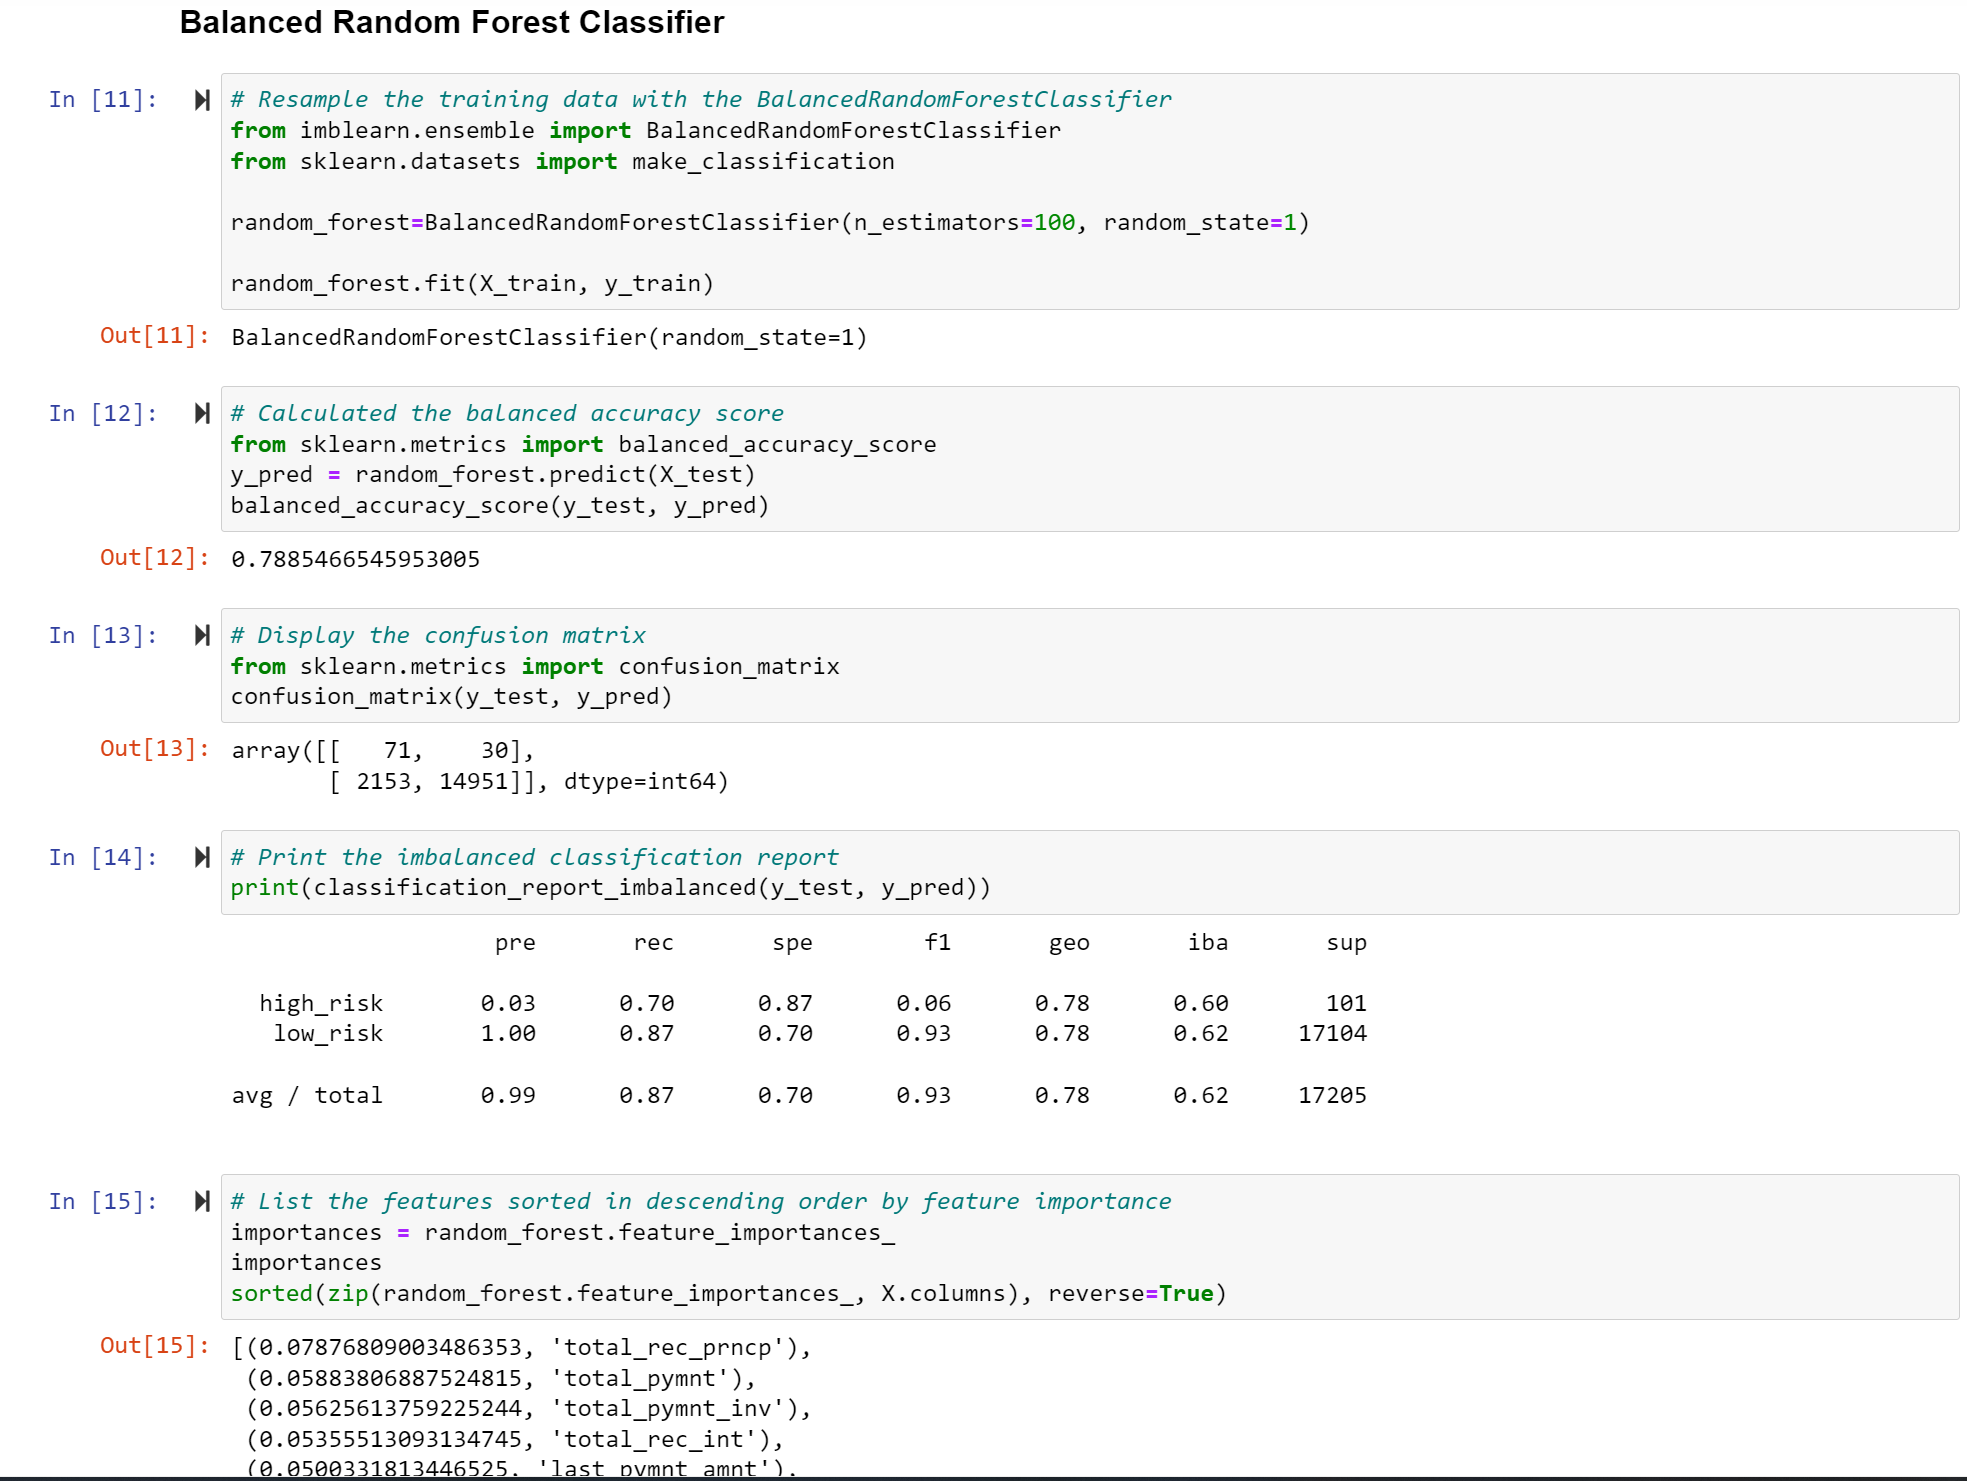 Balanced Random Forest Classifier
In [11]: # Resample the training data with the BalancedRandomForestClassifier
from imblearn.ensemble import BalancedRandomForestClassifier
from sklearn.datasets import make_classification
random_forest=BalancedRandomForestClassifier(n_estimators=100, random_state=1)
random_forest.fit(X_train, y_train)
Out[11]: BalancedRandomForestClassifier(random_state=1)
In [12]: # Calculated the balanced accuracy score
from sklearn.metrics import balanced_accuracy_score
y_pred = random_forest.predict(X_test)
balanced_accuracy_score(y_test, y_pred)
Out[12]: 0.7885466545953005
In [13]: # Display the confusion matrix
from sklearn.metrics import confusion_matrix
confusion_matrix(y_test, y_pred)
Out[13]: array([[   71,    30],
       [ 2153, 14951]], dtype=int64)
In [14]: # Print the imbalanced classification report
print(classification_report_imbalanced(y_test, y_pred))
pre rec spe f1 geo iba sup
high_risk 0.03 0.70 0.87 0.06 0.78 0.60 101
low_risk 1.00 0.87 0.70 0.93 0.78 0.62 17104
avg / total 0.99 0.87 0.70 0.93 0.78 0.62 17205
In [15]: # List the features sorted in descending order by feature importance
importances = random_forest.feature_importances_
importances
sorted(zip(random_forest.feature_importances_, X.columns), reverse=True)
Out[15]: [(0.07876809003486353, 'total_rec_prncp'),
(0.05883806887524815, 'total_pymnt'),
(0.05625613759225244, 'total_pymnt_inv'),
(0.05355513093134745, 'total_rec_int'),
(0.0500331813446525, 'last_pymnt_amnt'),